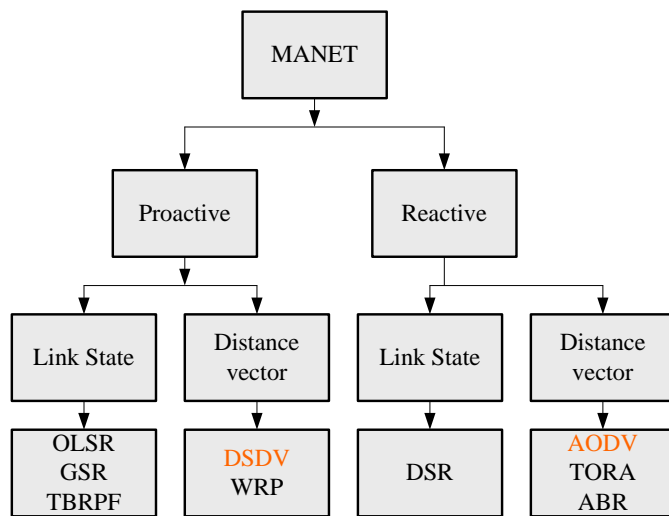 MANET
Proactive
Reactive
Link State
Distance
vector
Link State
Distance
vector
OLSR
GSR
TBRPF
DSDV
WRP
DSR
AODV
TORA
ABR